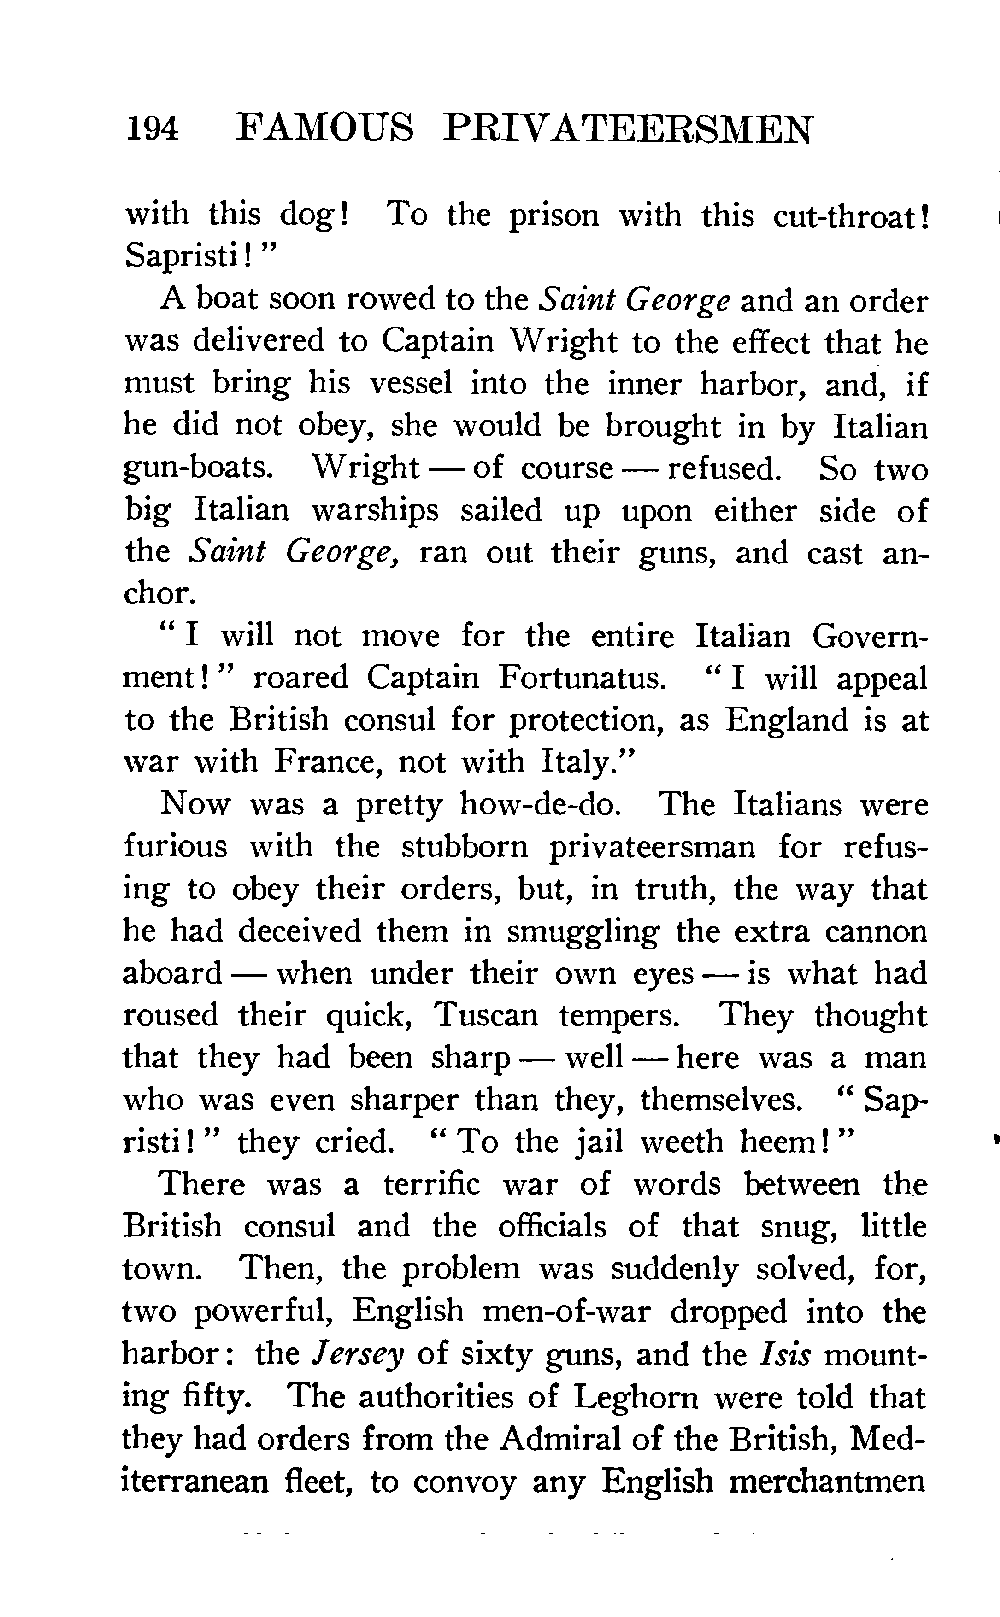 194 FAMOUS PRIVATEERSMEN
with this dog! To the prison with this cut-throat!
Sapristi! "
A boat soon rowed to the Saint George and an order
was delivered to Captain Wright to the effect that he
must bring his vessel into the inner harbor, and, if
he did not obey, she would be brought in by Italian
gun-boats. Wright — of course — refused. So two
big Italian warships sailed up upon either side of
the Saint George, ran out their guns, and cast an-
chor.
" I will not move for the entire Italian Govern-
ment! " roared Captain Fortunatus. " I will appeal
to the British consul for protection, as England is at
war with France, not with Italy."
Now was a pretty how-de-do. The Italians were
furious with the stubborn privateersman for refus-
ing to obey their orders, but, in truth, the way that
he had deceived them in smuggling the extra cannon
aboard — when under their own eyes — is what had
roused their quick, Tuscan tempers. They thought
that they had been sharp — well — here was a man
who was even sharper than they, themselves. " Sap-
risti! " they cried. " To the jail weeth heem! "
There was a terrific war of words between the
British consul and the officials of that snug, little
town. Then, the problem was suddenly solved, for,
two powerful, English men-of-war dropped into the
harbor: the Jersey of sixty guns, and the Isis mount-
ing fifty. The authorities of Leghorn were told that
they had orders from the Admiral of the British, Med-
iterranean fleet, to convoy any English merchantmen